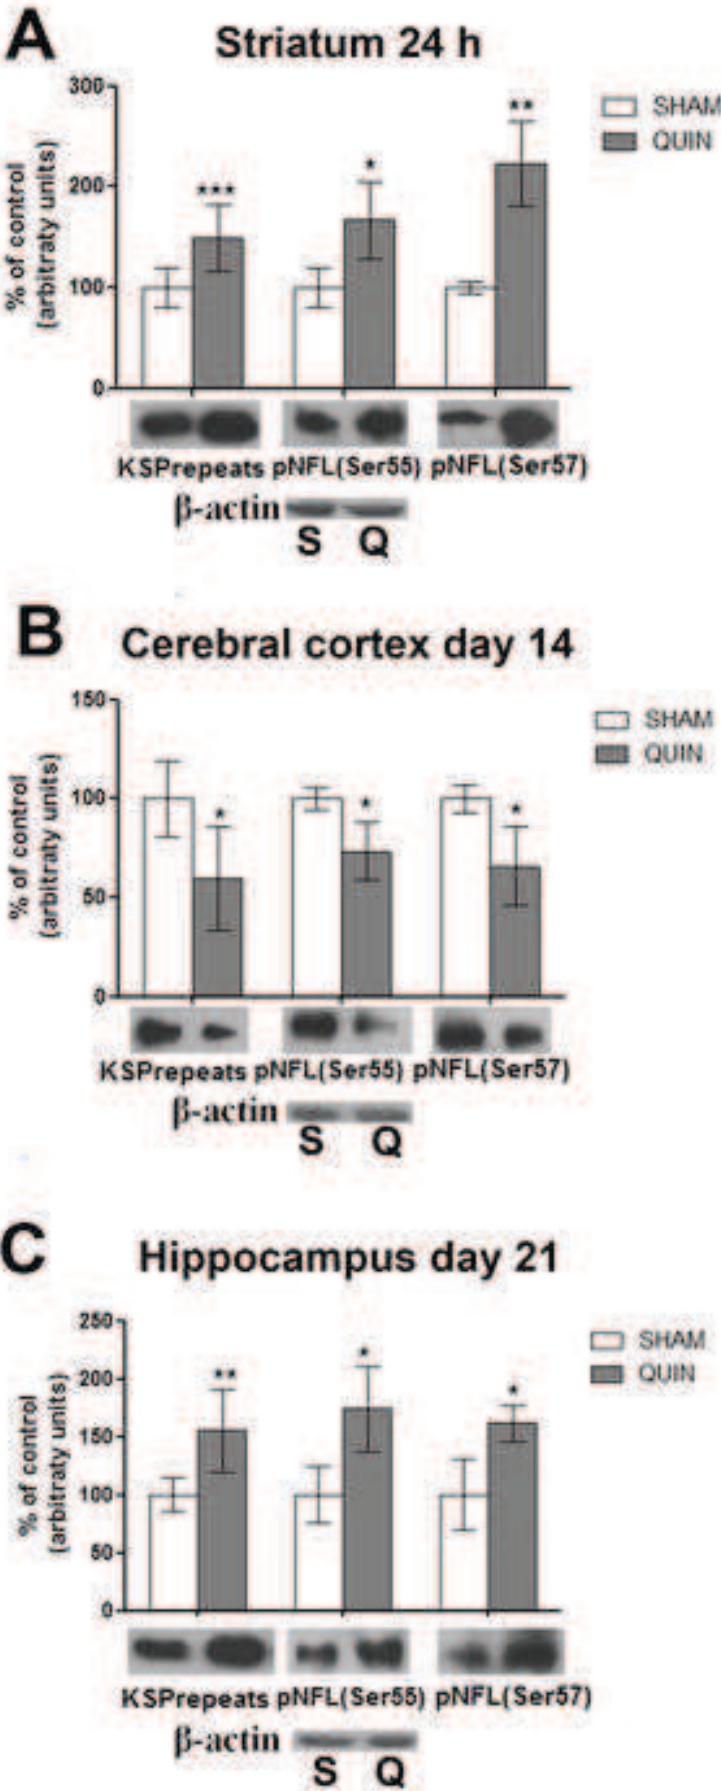 A Striatum 24 h
300
200
100
0
% of control
(arbitraty units)
***
*
**
SHAM
QUIN
KSPrepeats pNFL(Ser55) pNFL(Ser57)
β-actin
S Q
B Cerebral cortex day 14
150
100
50
0
% of control
(arbitraty units)
*
*
*
SHAM
QUIN
KSPrepeats pNFL(Ser55) pNFL(Ser57)
β-actin
S Q
C Hippocampus day 21
250
200
150
100
50
0
% of control
(arbitraty units)
**
*
*
SHAM
QUIN
KSPrepeats pNFL(Ser55) pNFL(Ser57)
β-actin
S Q